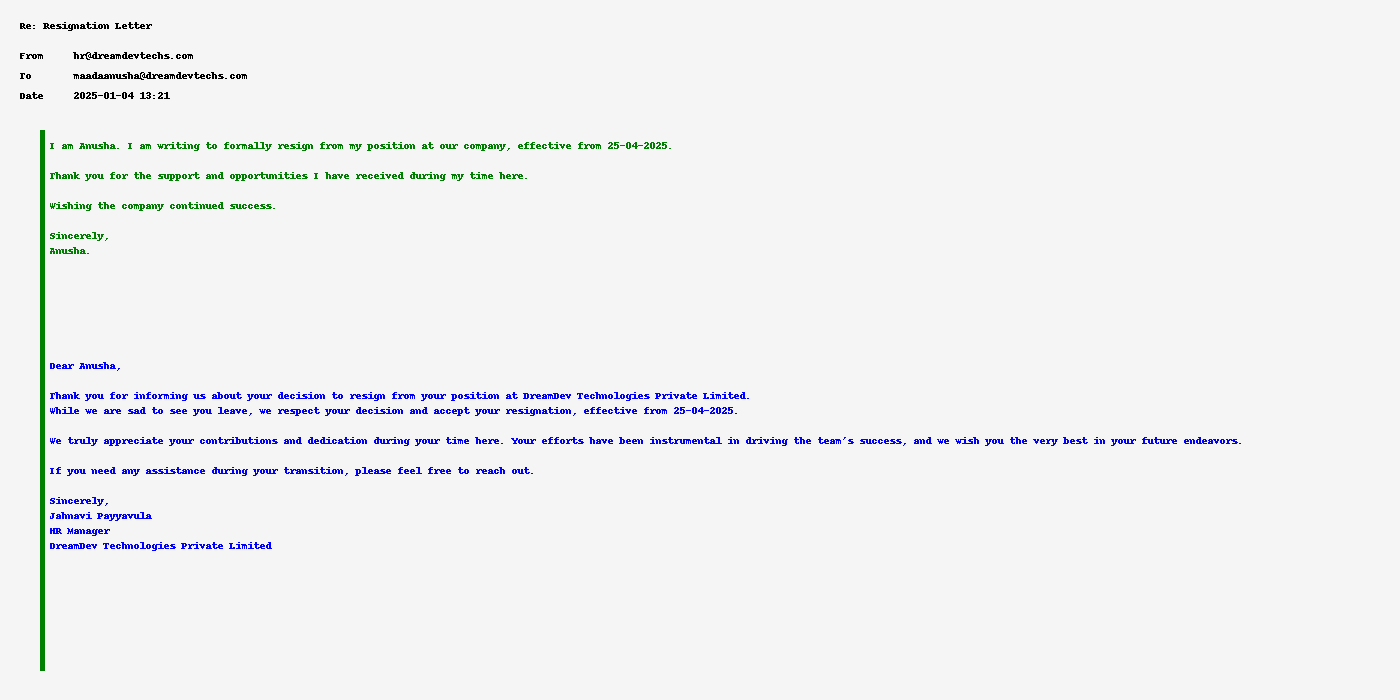 Re: Resignation Letter
From hr@dreamdevtechs.com
To maadaanusha@dreamdevtechs.com
Date 2025-01-04 13:21
I am Anusha. I am writing to formally resign from my position at our company, effective from 25-04-2025.
Thank you for the support and opportunities I have received during my time here.
Wishing the company continued success.
Sincerely,
Anusha.
Dear Anusha,
Thank you for informing us about your decision to resign from your position at DreamDev Technologies Private Limited.
While we are sad to see you leave, we respect your decision and accept your resignation, effective from 25-04-2025.
We truly appreciate your contributions and dedication during your time here. Your efforts have been instrumental in driving the team's success, and we wish you the very best in your future endeavors.
If you need any assistance during your transition, please feel free to reach out.
Sincerely,
Jahnavi Payyavula
HR Manager
DreamDev Technologies Private Limited